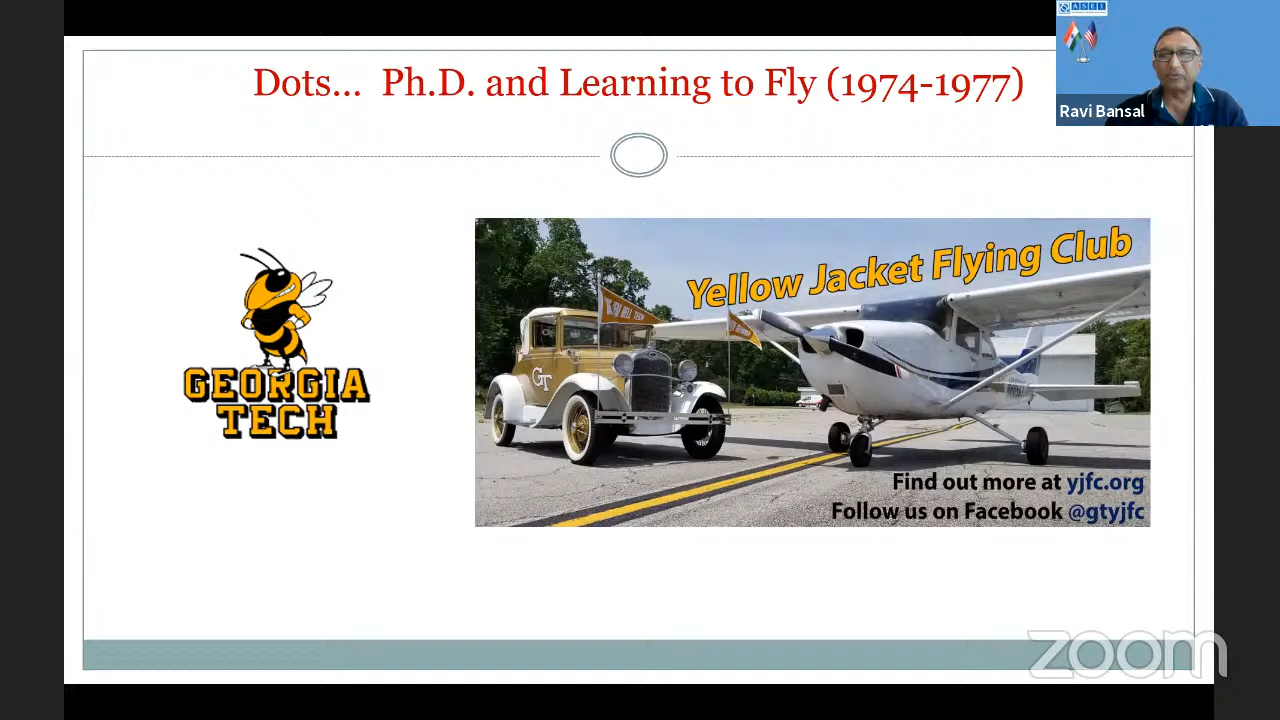 Dots... Ph.D. and Learning to Fly (1974-1977)
ASEI
Ravi Bansal
GEORGIA
TECH
Yellow Jacket Flying Club
GT
Find out more at yjfc.org
Follow us on Facebook @gtyjfc
zoom